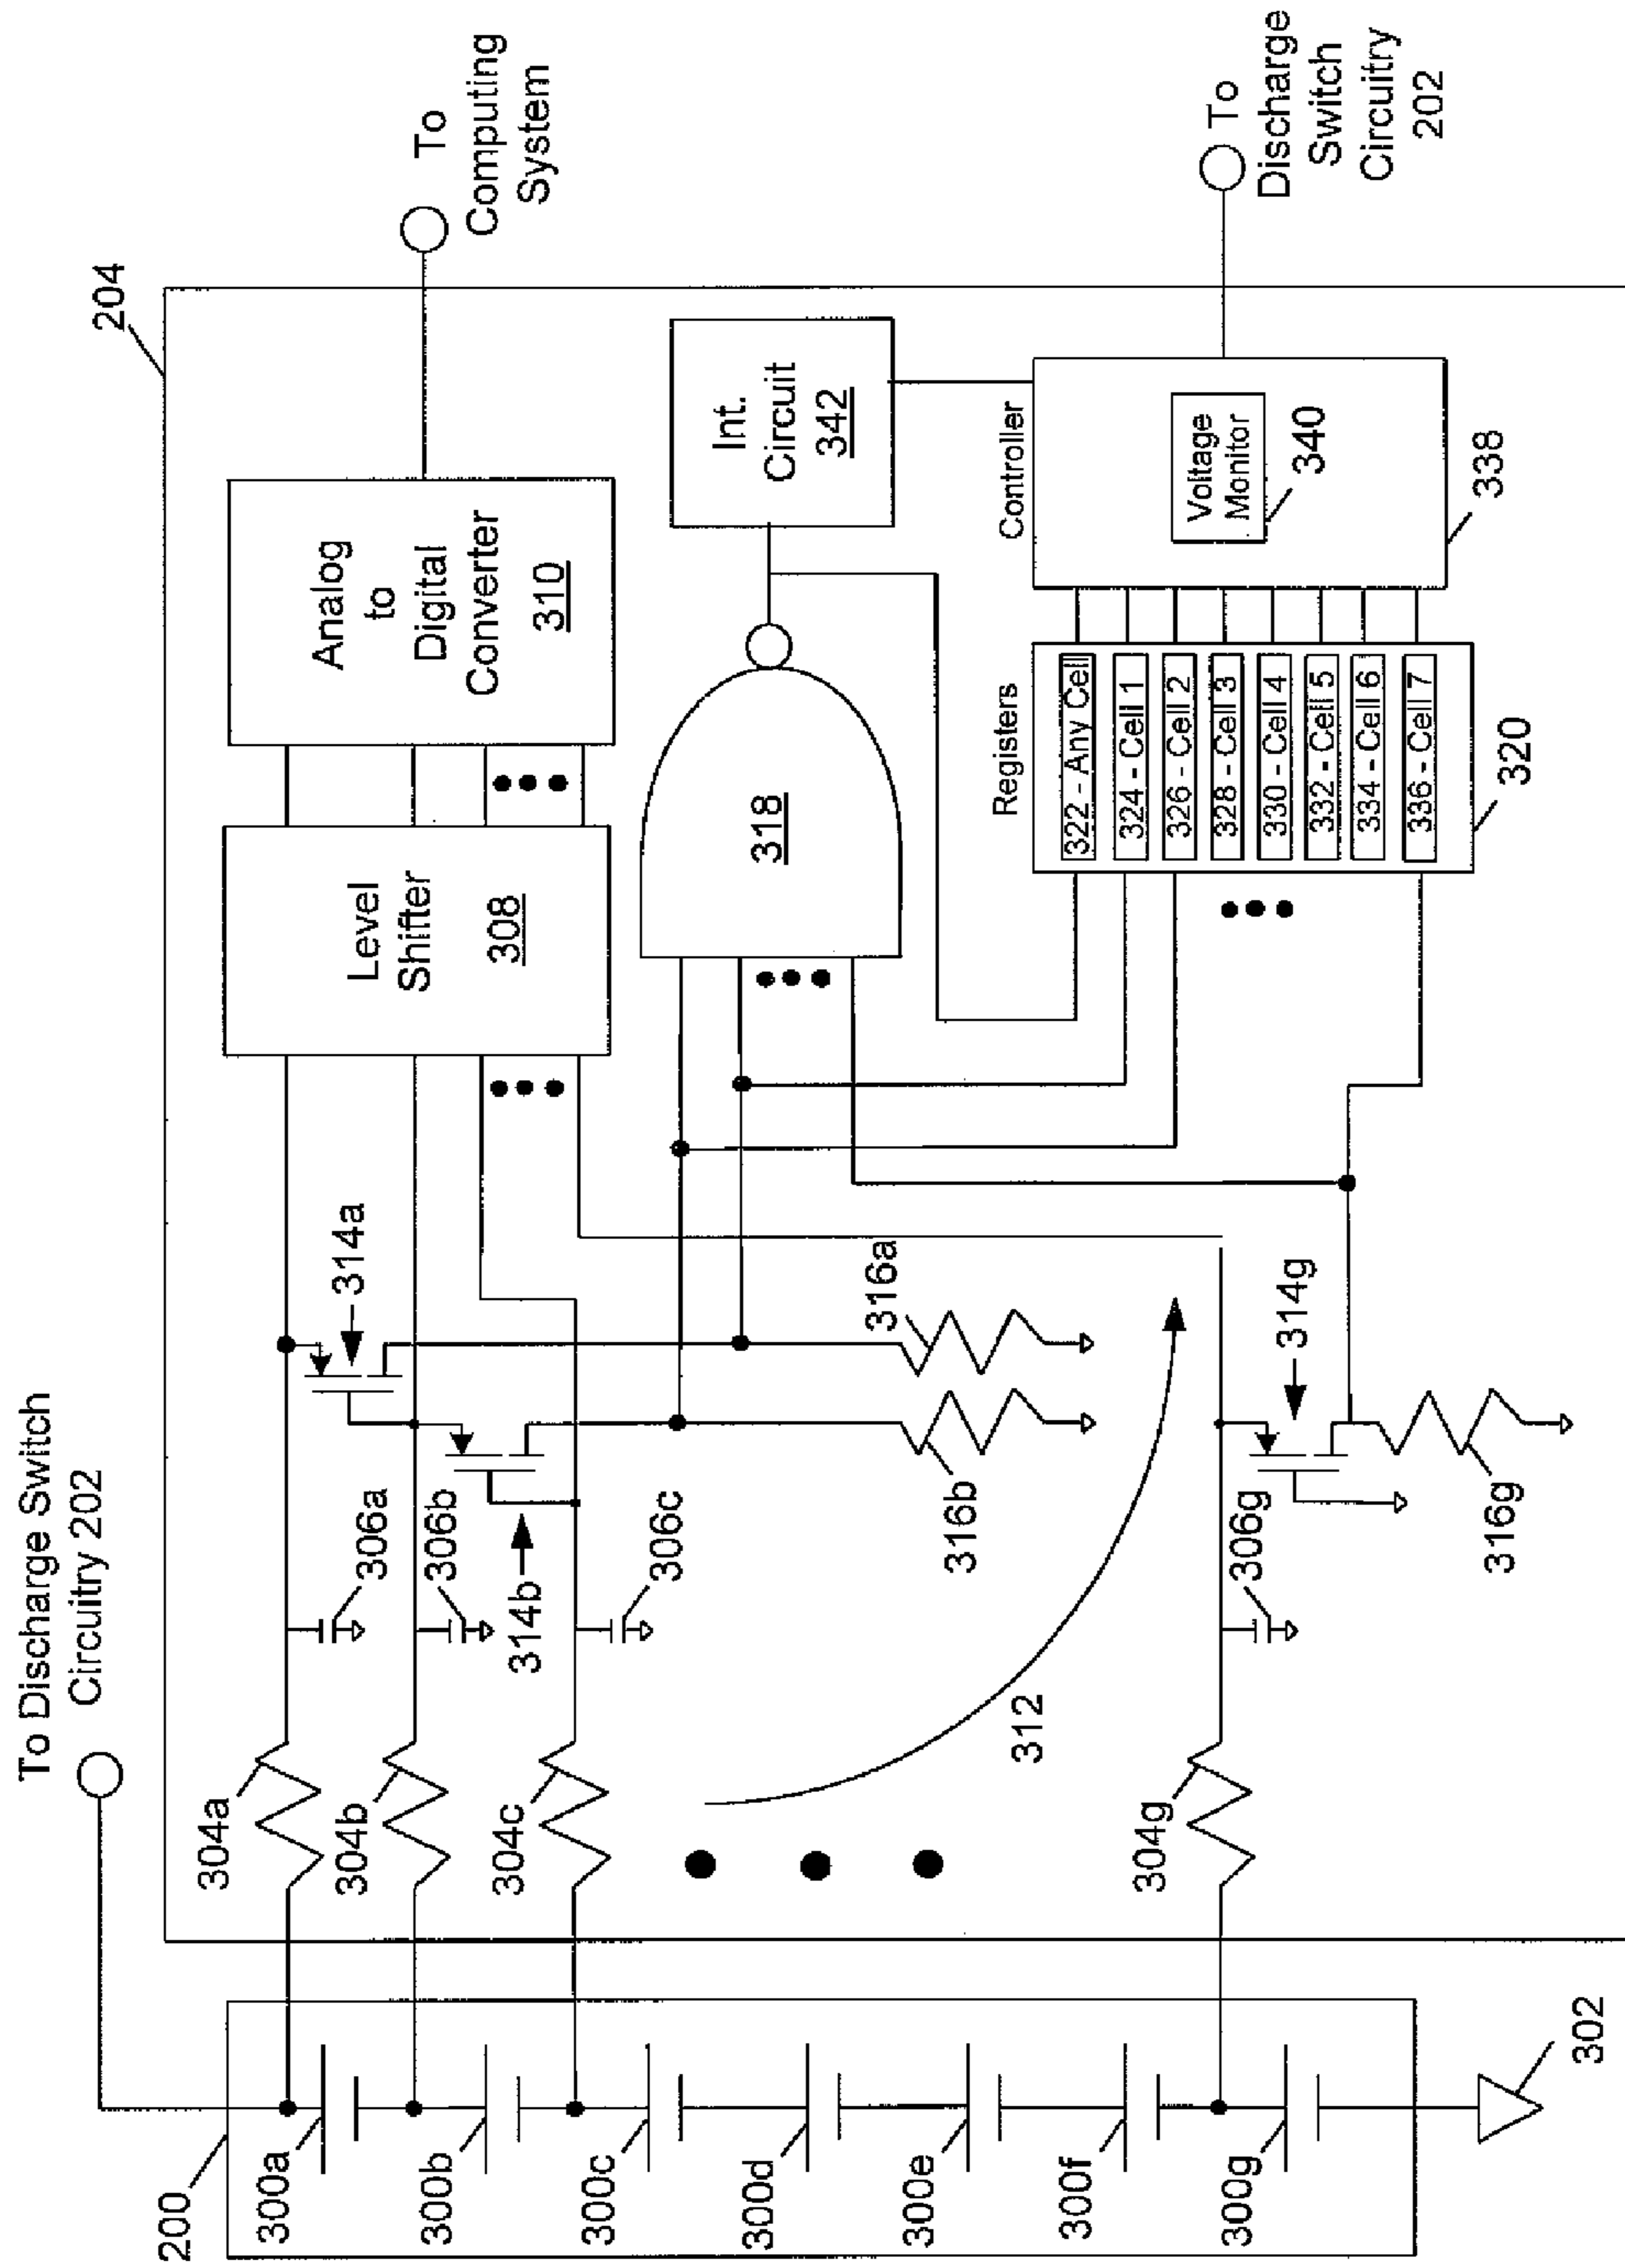 To Discharge Switch
Circuitry 202
200
300a
300b
300c
300d
300e
300f
300g
302
204
304a
304b
304c
304g
306a
306b
306c
306g
312
314a
314b
314g
316a
316b
316g
Level
Shifter
308
Analog
to
Digital
Converter
310
To
Computing
System
318
Int.
Circuit
342
Registers
322 - Any Cell
324 - Cell 1
326 - Cell 2
328 - Cell 3
330 - Cell 4
332 - Cell 5
334 - Cell 6
336 - Cell 7
320
Controller
Voltage
Monitor
340
338
To
Discharge
Switch
Circuitry
202